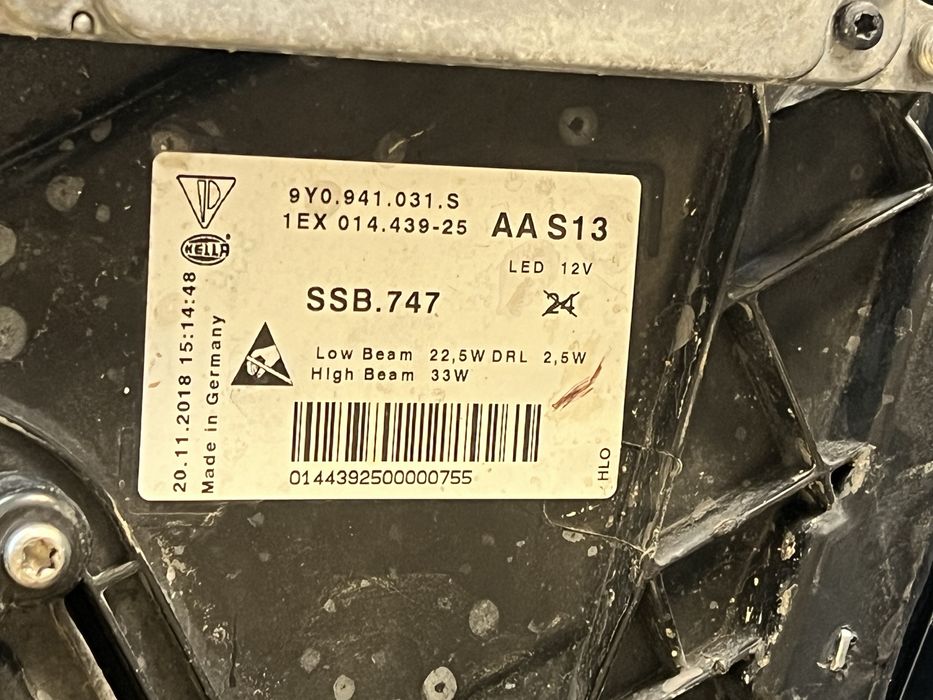 9Y0.941.031.S
1EX 014.439-25 AA S13
HELLA
LED 12V
SSB.747 24
Low Beam 22,5W DRL 2,5W
High Beam 33W
20.11.2018 15:14:48
Made in Germany
0144392500000755
HLO